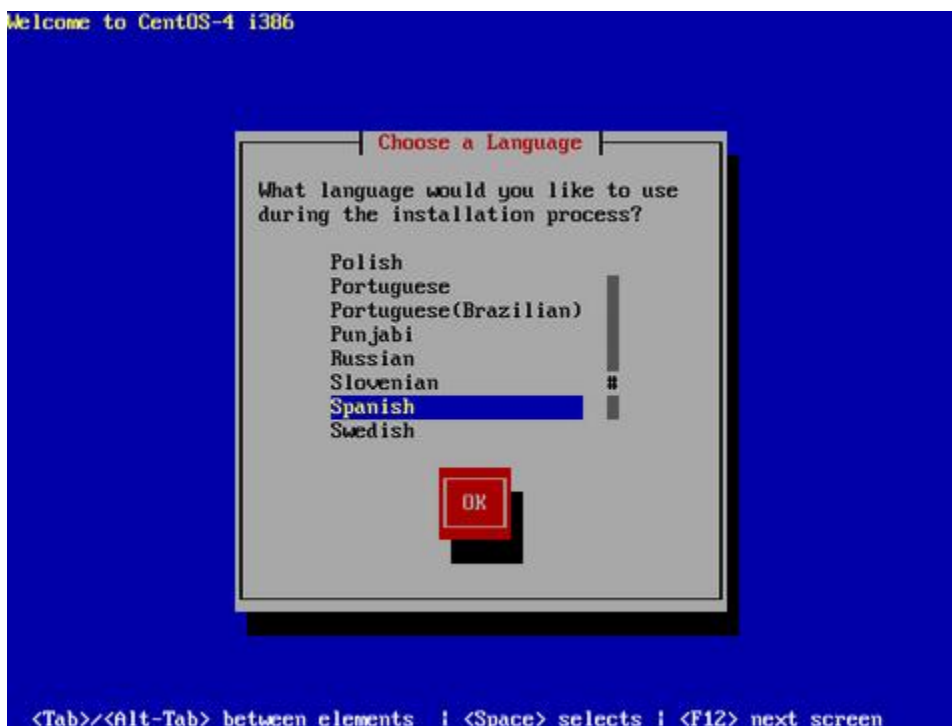 Welcome to CentOS-4 i386
Choose a Language
What language would you like to use
during the installation process?
Polish
Portuguese
Portuguese(Brazilian)
Punjabi
Russian
Slovenian #
Spanish
Swedish
OK
<Tab>/<Alt-Tab> between elements | <Space> selects | <F12> next screen